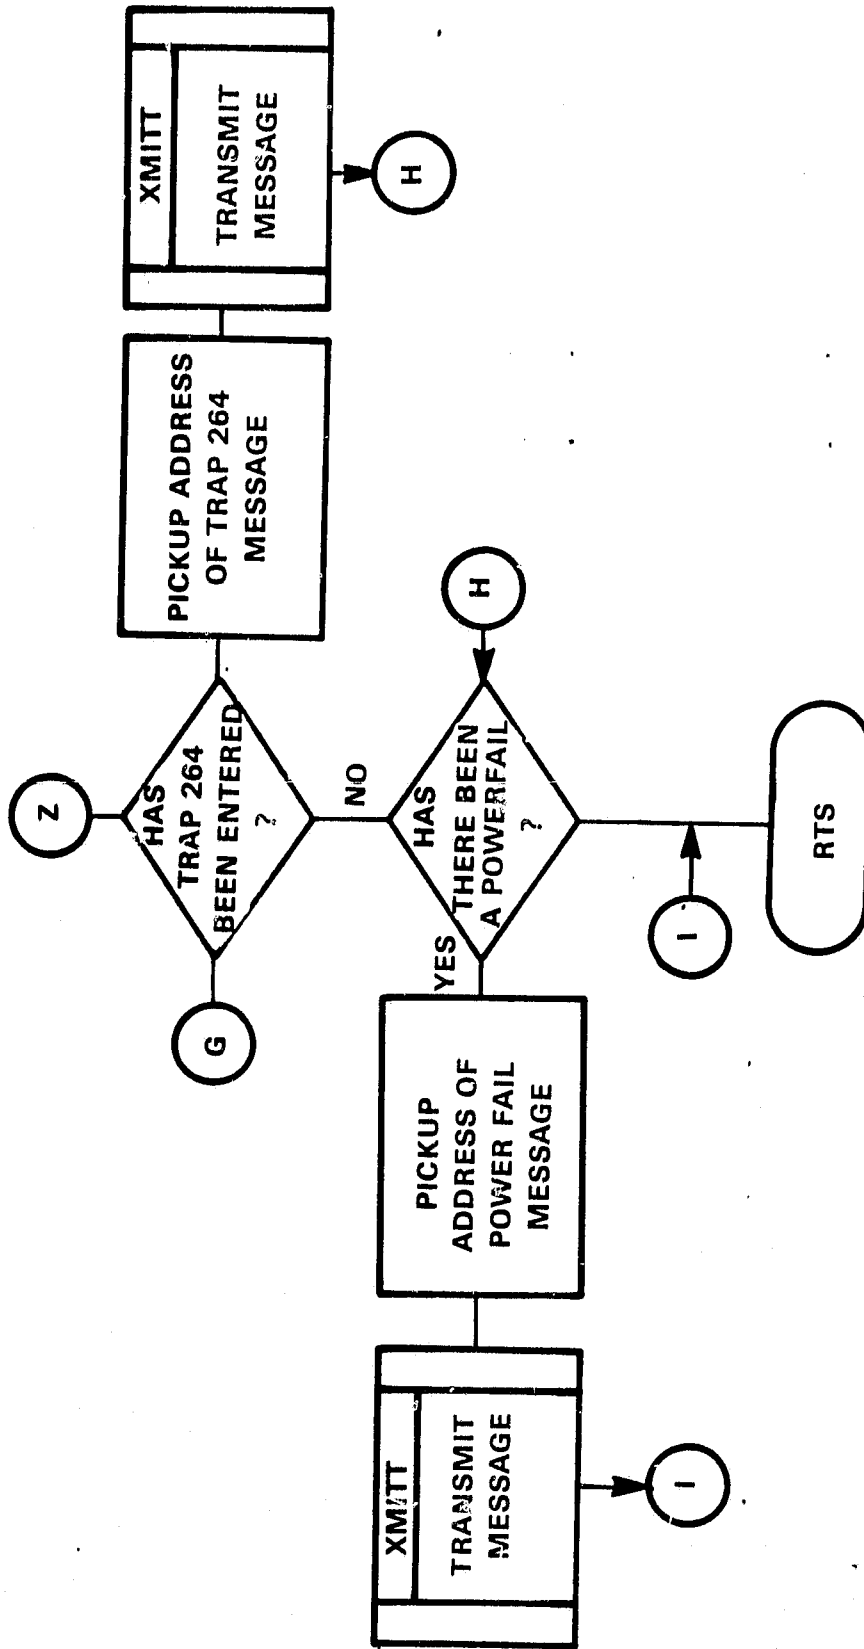 Z
G
HAS
TRAP 264
BEEN ENTERED
?
PICKUP ADDRESS
OF TRAP 264
MESSAGE
XMITT
TRANSMIT
MESSAGE
H
NO
XMITT
TRANSMIT
MESSAGE
I
PICKUP
ADDRESS OF
POWER FAIL
MESSAGE
YES
HAS
THERE BEEN
A POWERFAIL
?
H
I
RTS